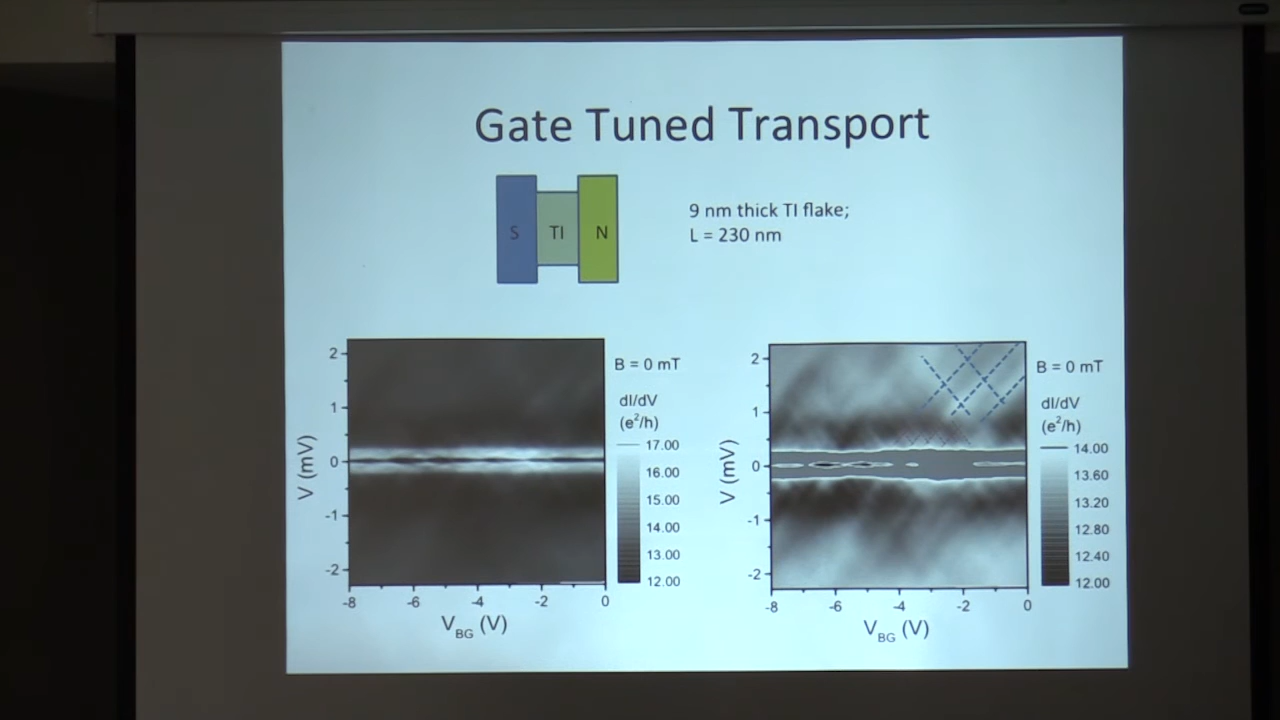 Gate Tuned Transport
S TI N
9 nm thick TI flake;
L = 230 nm
V (mV)
2
1
0
-1
-2
-8 -6 -4 -2 0
V_BG (V)
B = 0 mT
dI/dV
(e²/h)
17.00
16.00
15.00
14.00
13.00
12.00
V (mV)
2
1
0
-1
-2
-8 -6 -4 -2 0
V_BG (V)
B = 0 mT
dI/dV
(e²/h)
14.00
13.60
13.20
12.80
12.40
12.00